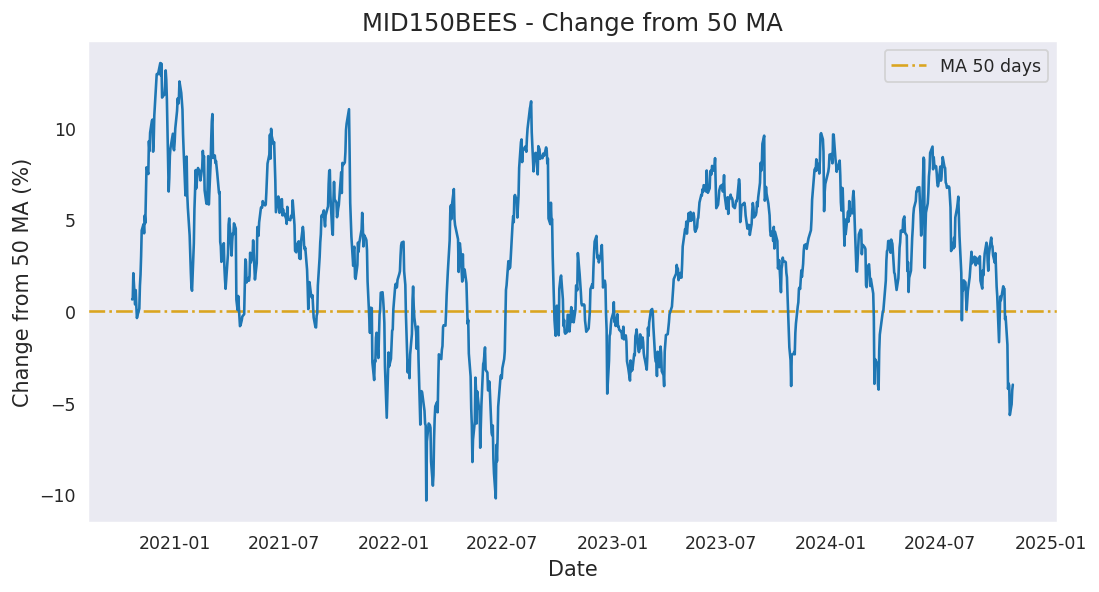 MID150BEES - Change from 50 MA
MA 50 days
Change from 50 MA (%)
10
5
0
−5
−10
2021-01 2021-07 2022-01 2022-07 2023-01 2023-07 2024-01 2024-07 2025-01
Date